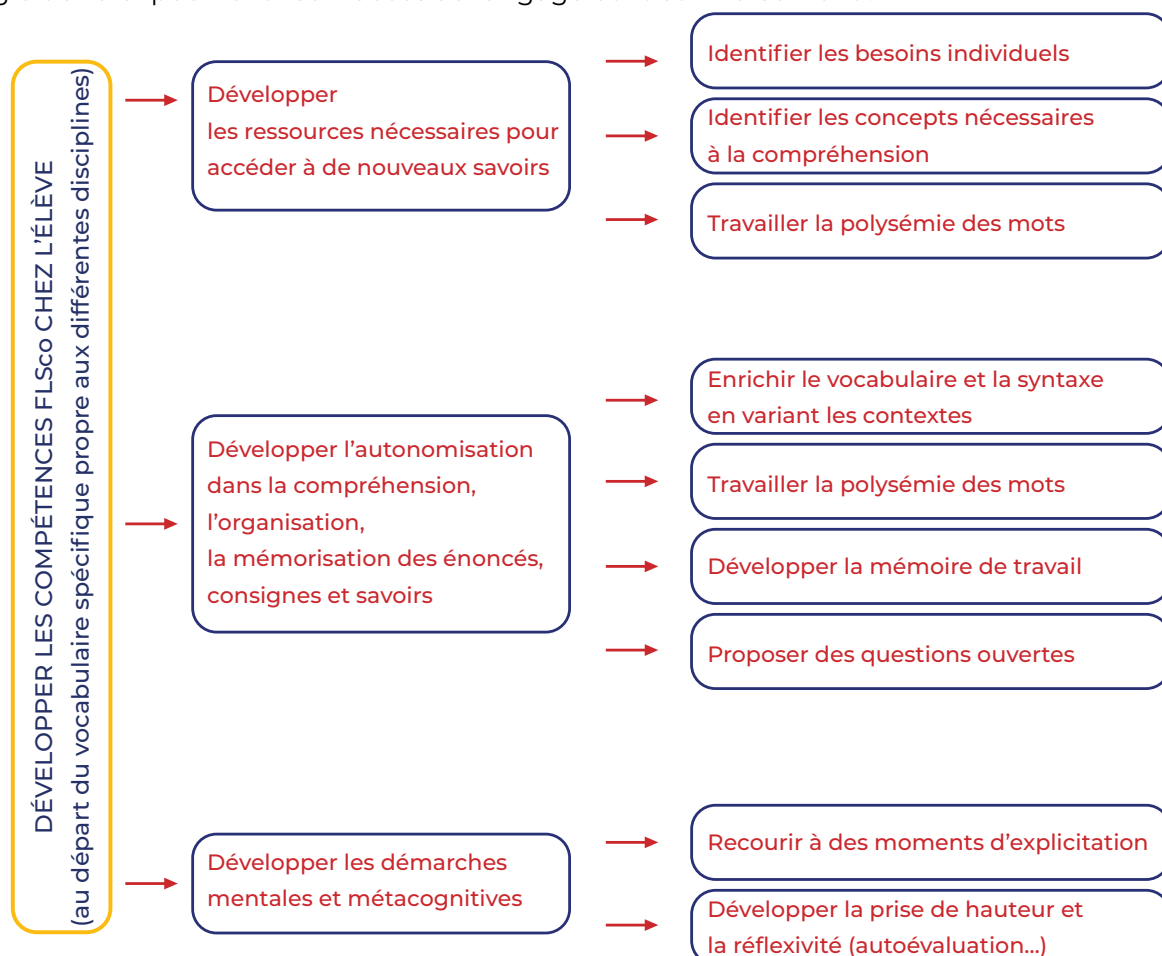 DÉVELOPPER LES COMPÉTENCES FLSco CHEZ L'ÉLÈVE
(au départ du vocabulaire spécifique propre aux différentes disciplines)
Développer
les ressources nécessaires pour
accéder à de nouveaux savoirs
Identifier les besoins individuels
Identifier les concepts nécessaires
à la compréhension
Travailler la polysémie des mots
Développer l'autonomisation
dans la compréhension,
l'organisation,
la mémorisation des énoncés,
consignes et savoirs
Enrichir le vocabulaire et la syntaxe
en variant les contextes
Travailler la polysémie des mots
Développer la mémoire de travail
Proposer des questions ouvertes
Développer les démarches
mentales et métacognitives
Recourir à des moments d'explicitation
Développer la prise de hauteur et
la réflexivité (autoévaluation...)